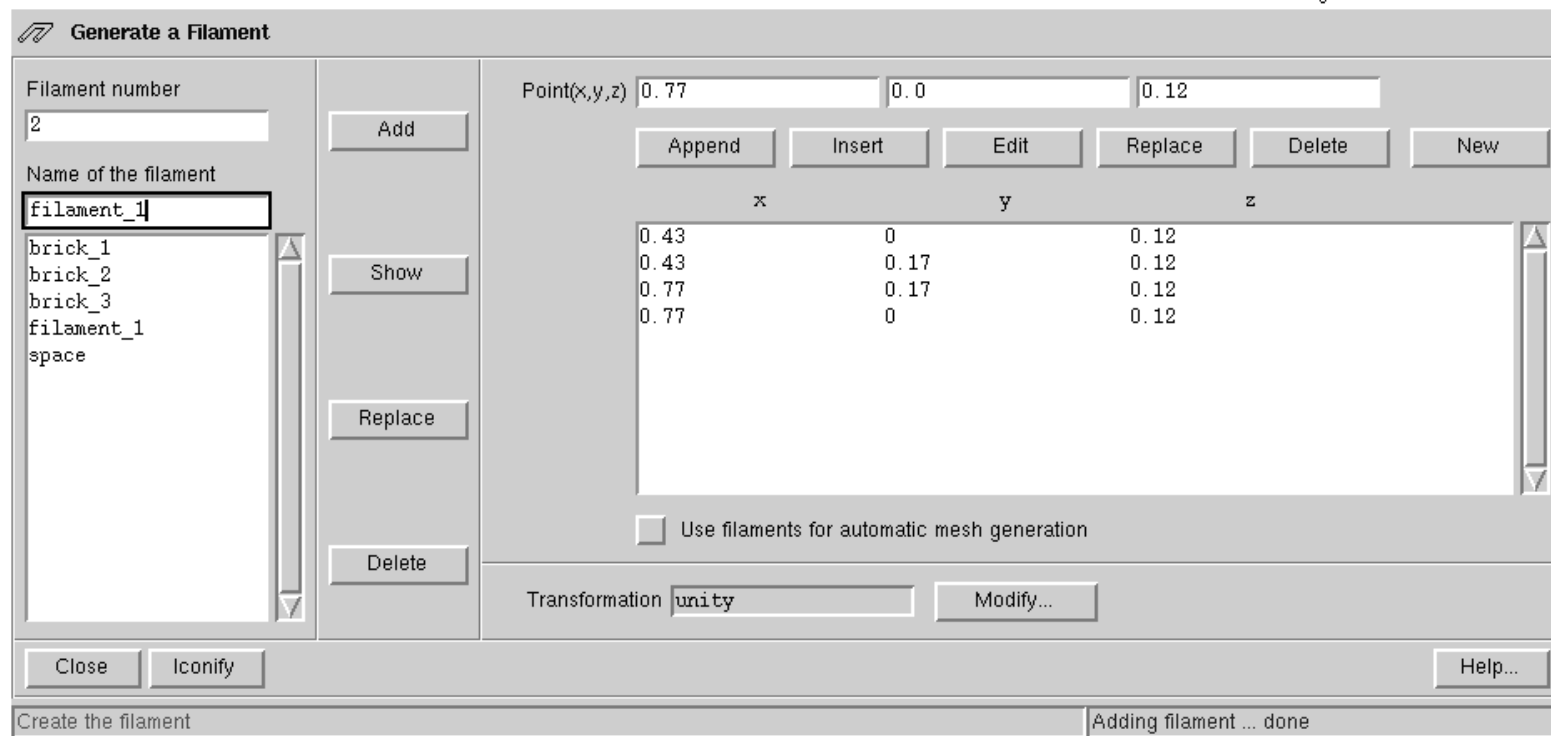 Generate a Filament
Filament number
2
Name of the filament
filament_1
brick_1
brick_2
brick_3
filament_1
space
Add
Show
Replace
Delete
Point(x,y,z) 0.77 0.0 0.12
Append Insert Edit Replace Delete New
x y z
0.43 0 0.12
0.43 0.17 0.12
0.77 0.17 0.12
0.77 0 0.12
Use filaments for automatic mesh generation
Transformation unity Modify...
Close Iconify Help...
Create the filament Adding filament ... done